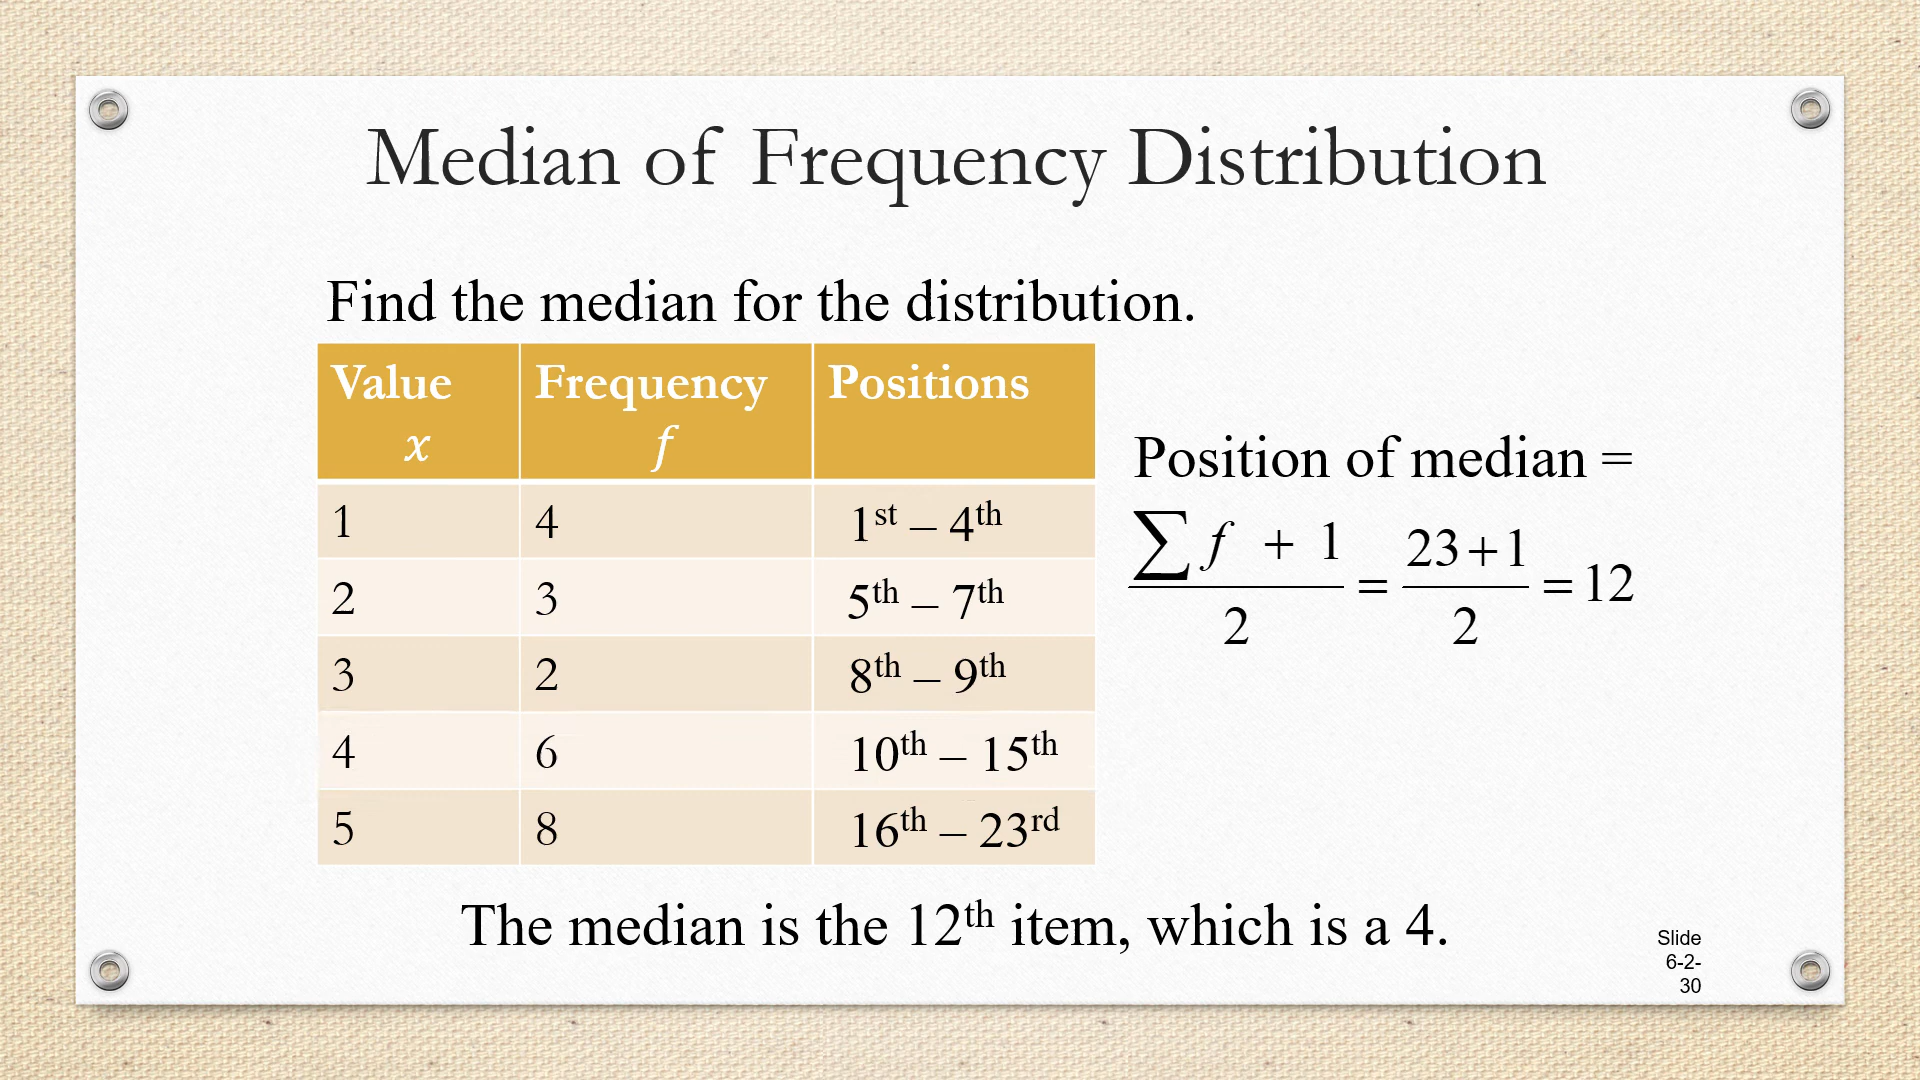 Median of Frequency Distribution
Find the median for the distribution.
Value x Frequency f Positions
1 4 1st – 4th
2 3 5th – 7th
3 2 8th – 9th
4 6 10th – 15th
5 8 16th – 23rd
Position of median =
(∑f + 1)/2 = (23+1)/2 = 12
The median is the 12th item, which is a 4.
Slide
6-2-
30